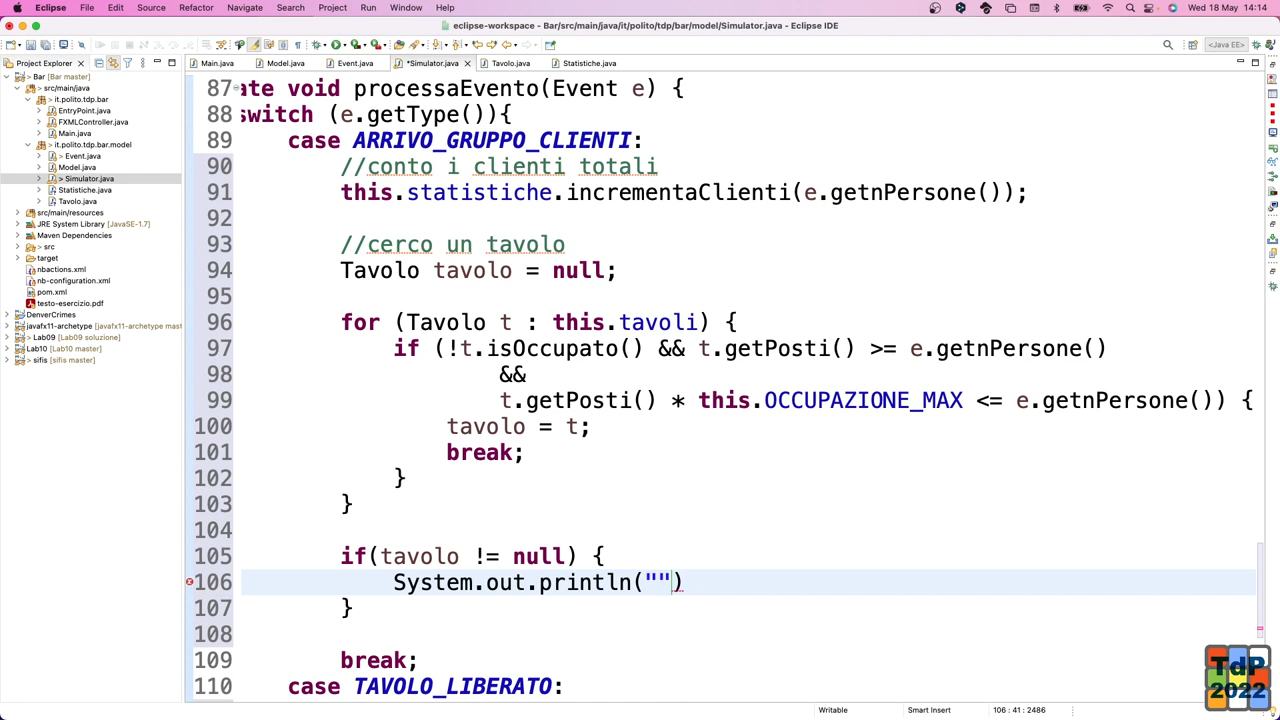 Eclipse File Edit Source Refactor Navigate Search Project Run Window Help Wed 18 May 14:14
eclipse-workspace - Bar/src/main/java/it/polito/tdp/bar/model/Simulator.java - Eclipse IDE
<Java EE>
Project Explorer
Main.java Model.java Event.java *Simulator.java Tavolo.java Statistiche.java
> Bar [Bar master]
src/main/java
it.polito.tdp.bar
EntryPoint.java
FXMLController.java
Main.java
it.polito.tdp.bar.model
> Event.java
Model.java
> Simulator.java
Statistiche.java
Tavolo.java
src/main/resources
JRE System Library [JavaSE-1.7]
Maven Dependencies
> src
target
nbactions.xml
nb-configuration.xml
pom.xml
testo-esercizio.pdf
DenverCrimes
javafx11-archetype [javafx11-archetype mast
> Lab09 [Lab09 soluzione]
Lab10 [Lab10 master]
> sifis [sifis master]
87 ate void processaEvento(Event e) {
88 switch (e.getType()){
89 case ARRIVO_GRUPPO_CLIENTI:
90 //conto i clienti totali
91 this.statistiche.incrementaClienti(e.getnPersone());
92
93 //cerco un tavolo
94 Tavolo tavolo = null;
95
96 for (Tavolo t : this.tavoli) {
97 if (!t.isOccupato() && t.getPosti() >= e.getnPersone()
98 &&
99 t.getPosti() * this.OCCUPAZIONE_MAX <= e.getnPersone()) {
100 tavolo = t;
101 break;
102 }
103 }
104
105 if(tavolo != null) {
106 System.out.println("")
107 }
108
109 break;
110 case TAVOLO_LIBERATO:
Writable Smart Insert 106 : 41 : 2486
TdP
2022